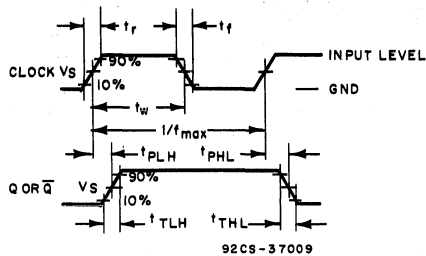 tr tf
90% INPUT LEVEL
CLOCK VS
10% GND
tw
1/fmax
tPLH tPHL
90%
Q OR Q̅ VS
10%
tTLH tTHL
92CS-37009